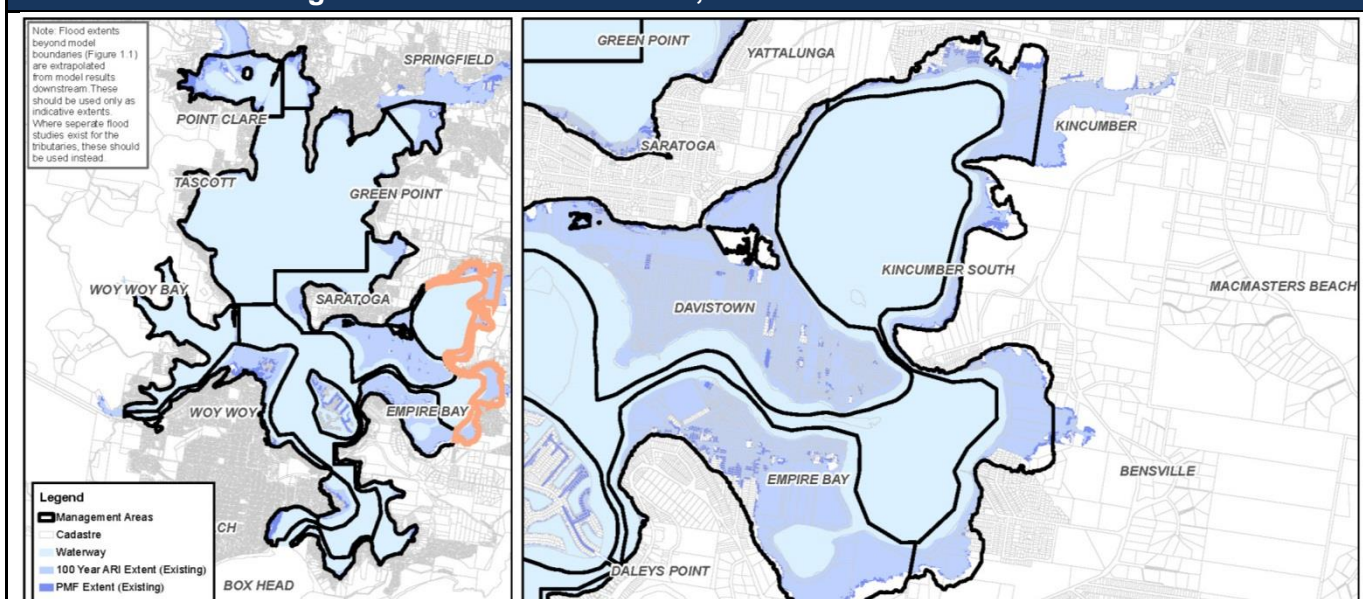 Note: Flood extents
beyond model
boundaries (Figure 1.1)
are extrapolated
from model results
downstream. These
should be used only as
indicative extents.
Where seperate flood
studies exist for the
tributaries, these should
be used instead.
SPRINGFIELD
POINT CLARE
TASCOTT
GREEN POINT
WOY WOY BAY
SARATOGA
WOY WOY
EMPIRE BAY
CH
BOX HEAD
Legend
Management Areas
Cadastre
Waterway
100 Year ARI Extent (Existing)
PMF Extent (Existing)
GREEN POINT
YATTALUNGA
KINCUMBER
SARATOGA
KINCUMBER SOUTH
MACMASTERS BEACH
DAVISTOWN
BENSVILLE
EMPIRE BAY
DALEYS POINT